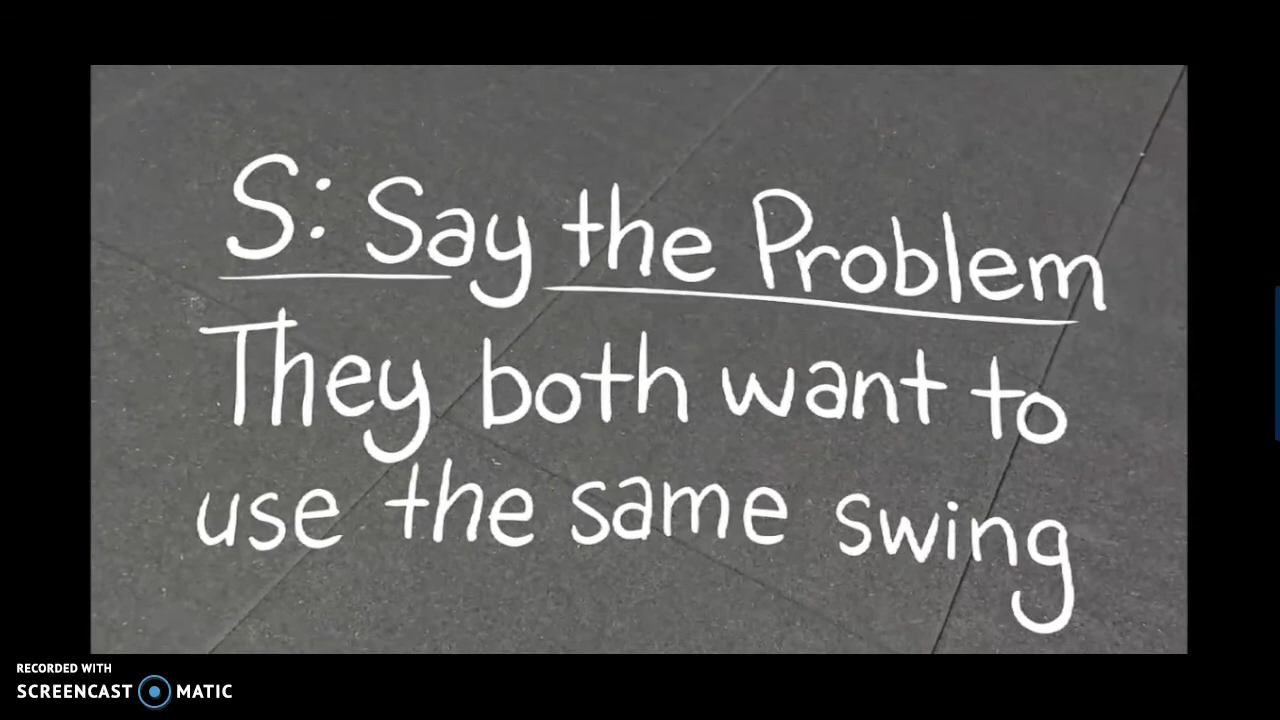 S: Say the Problem
They both want to
use the same swing
RECORDED WITH
SCREENCAST MATIC